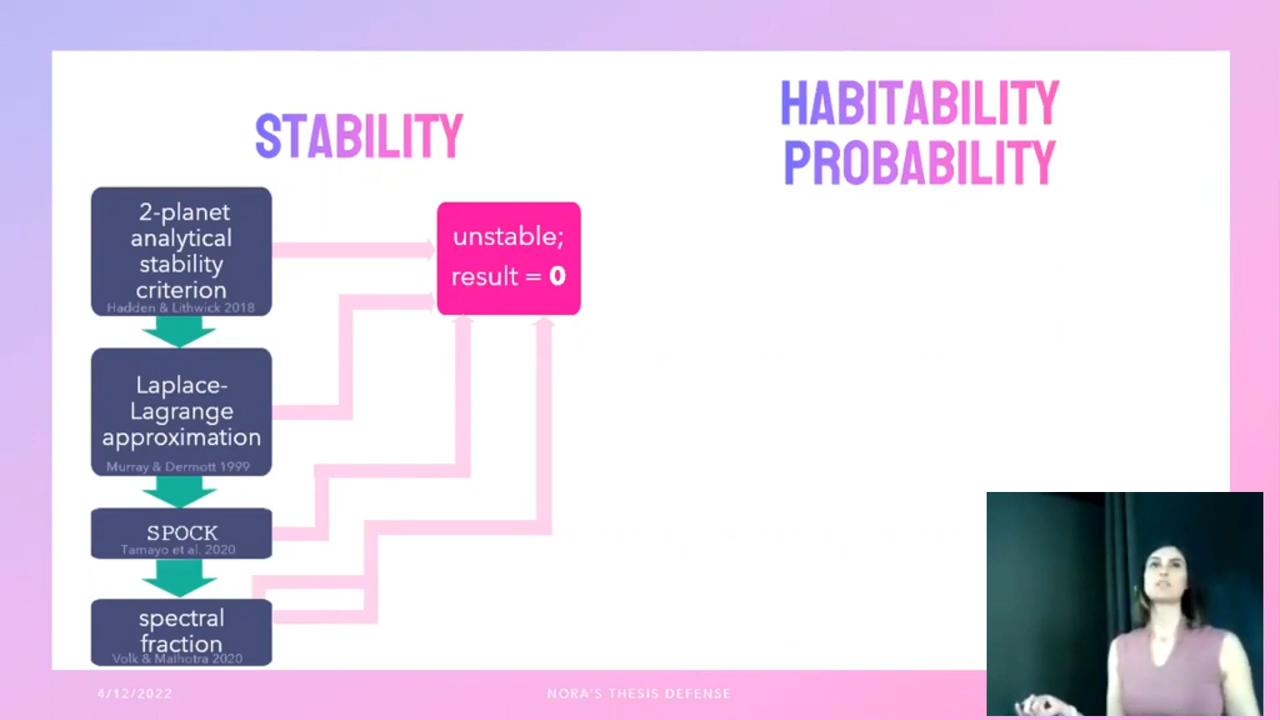 STABILITY
HABITABILITY
PROBABILITY
2-planet
analytical
stability
criterion
Hadden & Lithwick 2018
unstable;
result = 0
Laplace-
Lagrange
approximation
Murray & Dermott 1999
SPOCK
Tamayo et al. 2020
spectral
fraction
Volk & Malhotra 2020
4/12/2022
NORA'S THESIS DEFENSE